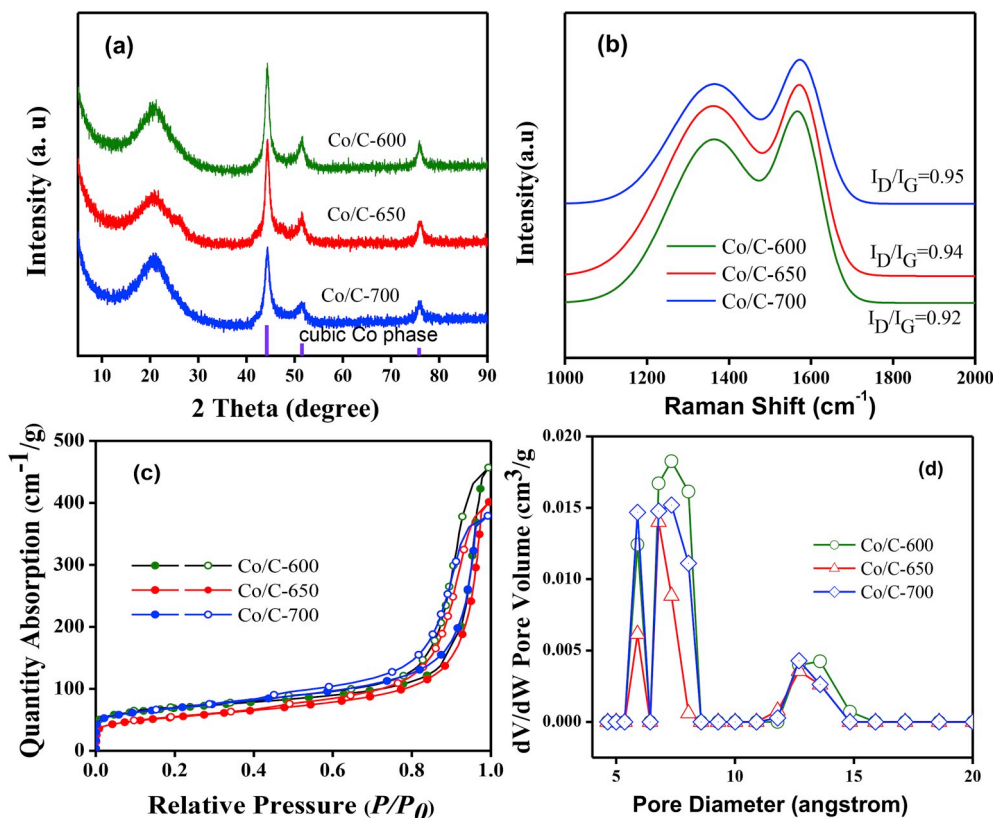 (a)
Intensity (a. u)
Co/C-600
Co/C-650
Co/C-700
cubic Co phase
10 20 30 40 50 60 70 80 90
2 Theta (degree)
(b)
Intensity(a.u)
I_D/I_G=0.95
I_D/I_G=0.94
I_D/I_G=0.92
Co/C-600
Co/C-650
Co/C-700
1000 1200 1400 1600 1800 2000
Raman Shift (cm⁻¹)
(c)
Quantity Absorption (cm⁻¹/g)
500
400
300
200
100
0
Co/C-600
Co/C-650
Co/C-700
0.0 0.2 0.4 0.6 0.8 1.0
Relative Pressure (P/P₀)
(d)
dV/dW Pore Volume (cm³/g)
0.020
0.015
0.010
0.005
0.000
Co/C-600
Co/C-650
Co/C-700
5 10 15 20
Pore Diameter (angstrom)